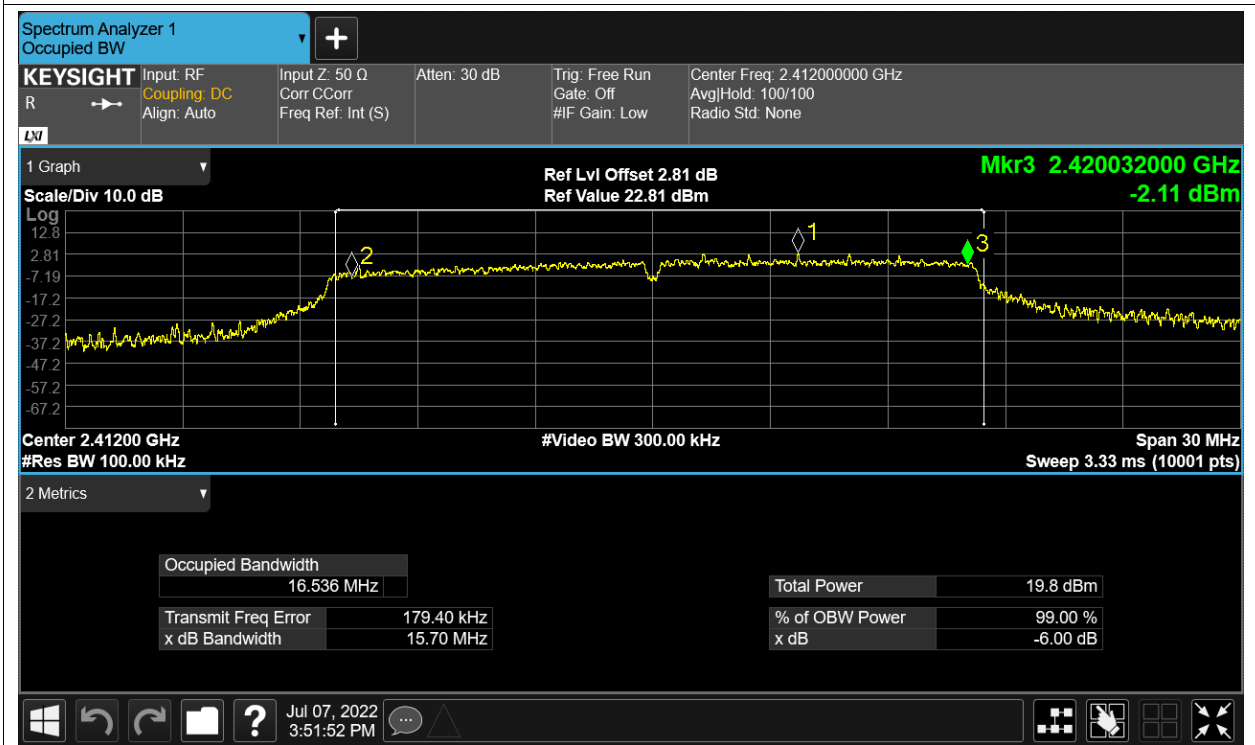 Spectrum Analyzer 1
Occupied BW
KEYSIGHT
R
LXI
Input: RF
Coupling: DC
Align: Auto
Input Z: 50 Ω
Corr CCorr
Freq Ref: Int (S)
Atten: 30 dB
Trig: Free Run
Gate: Off
#IF Gain: Low
Center Freq: 2.412000000 GHz
Avg|Hold: 100/100
Radio Std: None
1 Graph
Scale/Div 10.0 dB
Ref Lvl Offset 2.81 dB
Ref Value 22.81 dBm
Mkr3 2.420032000 GHz
-2.11 dBm
Log
12.8
2.81
-7.19
-17.2
-27.2
-37.2
-47.2
-57.2
-67.2
2
1
3
Center 2.41200 GHz
#Res BW 100.00 kHz
#Video BW 300.00 kHz
Span 30 MHz
Sweep 3.33 ms (10001 pts)
2 Metrics
Occupied Bandwidth
16.536 MHz
Transmit Freq Error 179.40 kHz
x dB Bandwidth 15.70 MHz
Total Power 19.8 dBm
% of OBW Power 99.00 %
x dB -6.00 dB
?
Jul 07, 2022
3:51:52 PM